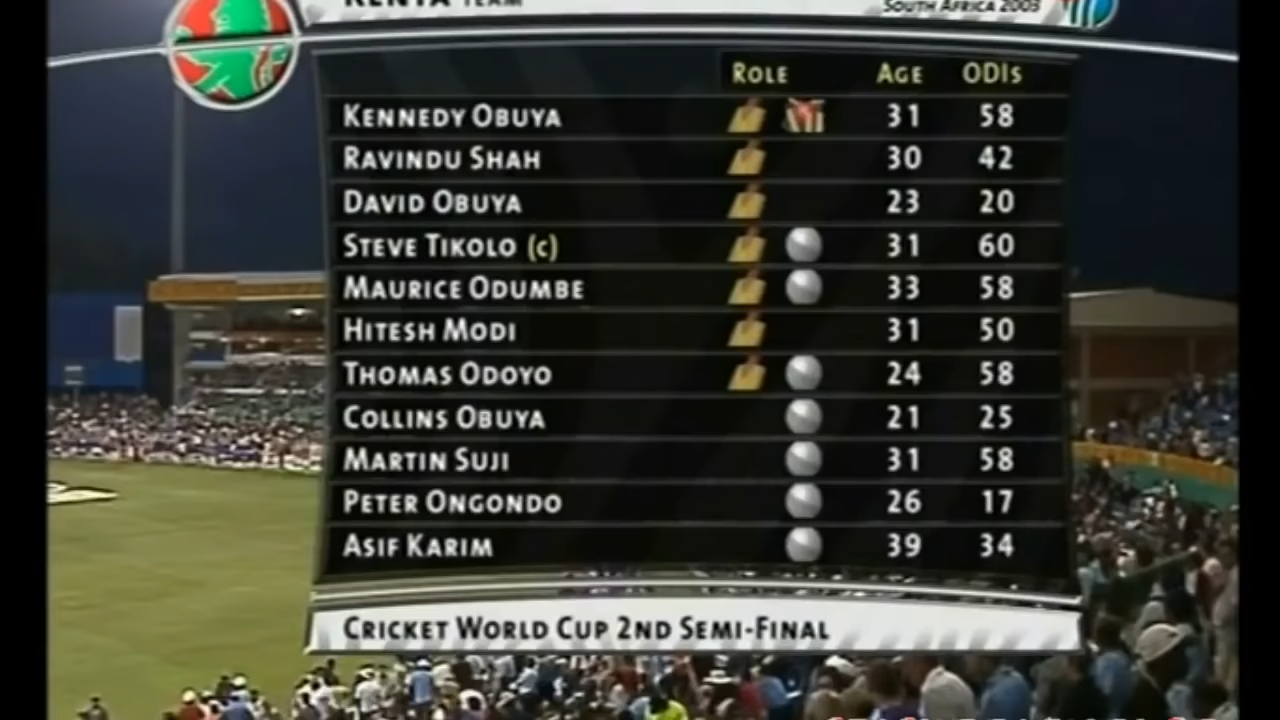 KENYA TEAM
SOUTH AFRICA 2003
ROLE AGE ODIs
KENNEDY OBUYA 31 58
RAVINDU SHAH 30 42
DAVID OBUYA 23 20
STEVE TIKOLO (C) 31 60
MAURICE ODUMBE 33 58
HITESH MODI 31 50
THOMAS ODOYO 24 58
COLLINS OBUYA 21 25
MARTIN SUJI 31 58
PETER ONGONDO 26 17
ASIF KARIM 39 34
CRICKET WORLD CUP 2ND SEMI-FINAL